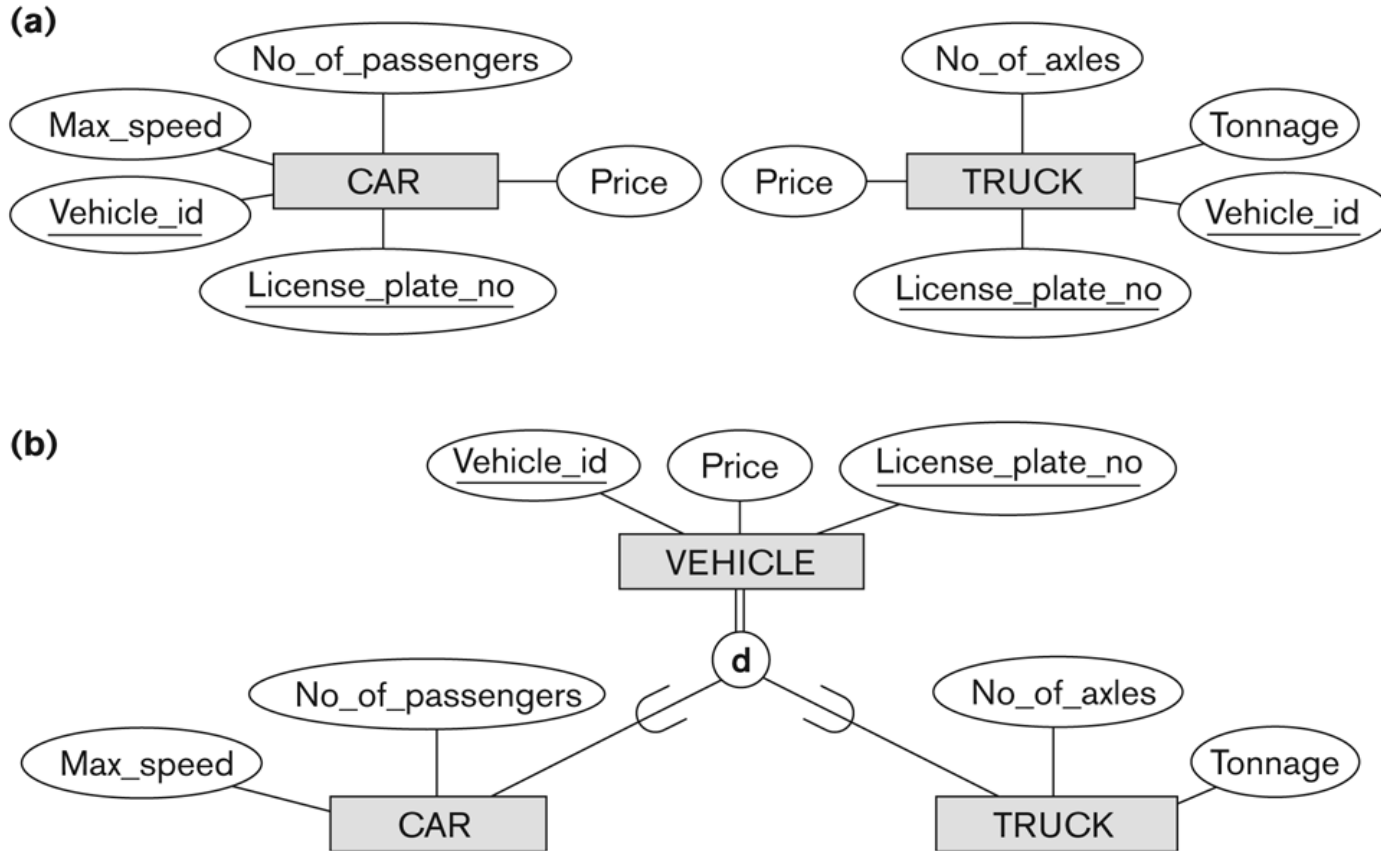 (a)
No_of_passengers
No_of_axles
Max_speed
Tonnage
CAR
Price
Price
TRUCK
Vehicle_id
Vehicle_id
License_plate_no
License_plate_no
(b)
Vehicle_id
Price
License_plate_no
VEHICLE
d
No_of_passengers
No_of_axles
Max_speed
Tonnage
CAR
TRUCK